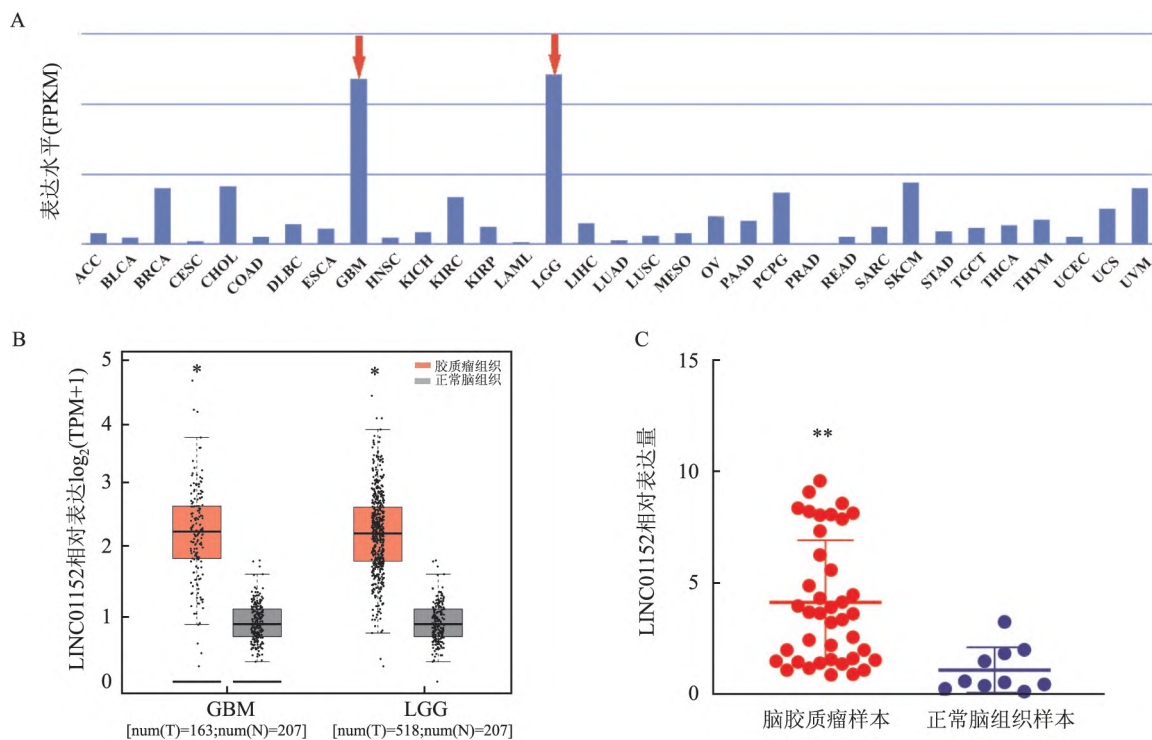 A
表达水平(FPKM)
ACC BLCA BRCA CESC CHOL COAD DLBC ESCA GBM HNSC KICH KIRC KIRP LAML LGG LIHC LUAD LUSC MESO OV PAAD PCPG PRAD READ SARC SKCM STAD TGCT THCA THYM UCEC UCS UVM
B
LINC01152相对表达log₂(TPM+1)
5
4
3
2
1
0
*
*
胶质瘤组织
正常脑组织
GBM LGG
[num(T)=163;num(N)=207] [num(T)=518;num(N)=207]
C
LINC01152相对表达量
15
10
5
0
**
脑胶质瘤样本 正常脑组织样本